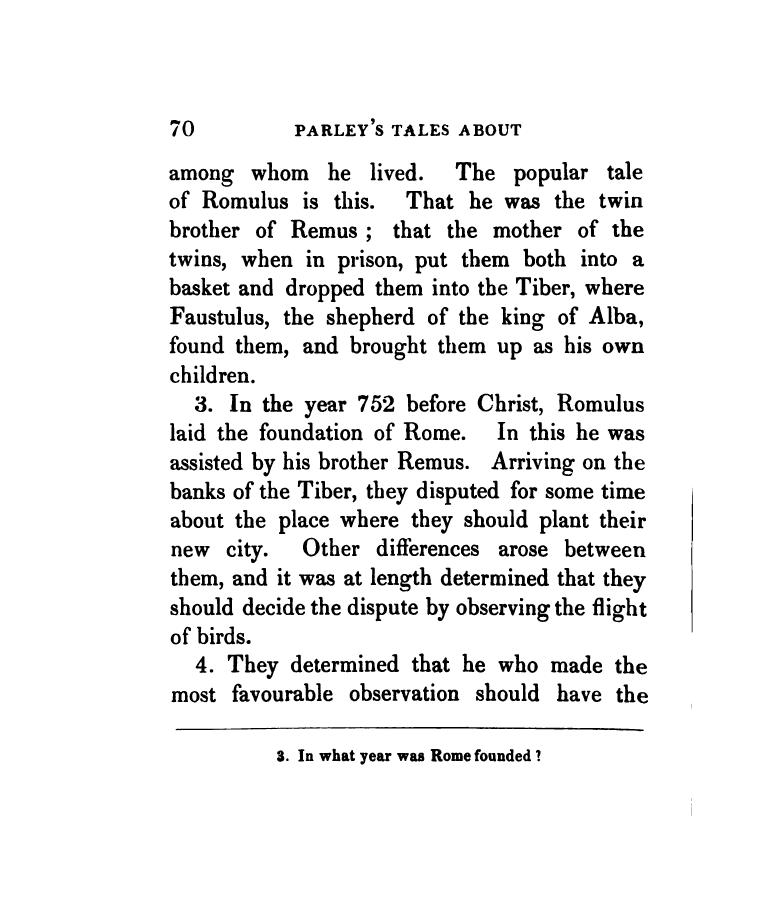 70 PARLEY'S TALES ABOUT
among whom he lived. The popular tale
of Romulus is this. That he was the twin
brother of Remus ; that the mother of the
twins, when in prison, put them both into a
basket and dropped them into the Tiber, where
Faustulus, the shepherd of the king of Alba,
found them, and brought them up as his own
children.
3. In the year 752 before Christ, Romulus
laid the foundation of Rome. In this he was
assisted by his brother Remus. Arriving on the
banks of the Tiber, they disputed for some time
about the place where they should plant their
new city. Other differences arose between
them, and it was at length determined that they
should decide the dispute by observing the flight
of birds.
4. They determined that he who made the
most favourable observation should have the
3. In what year was Rome founded ?